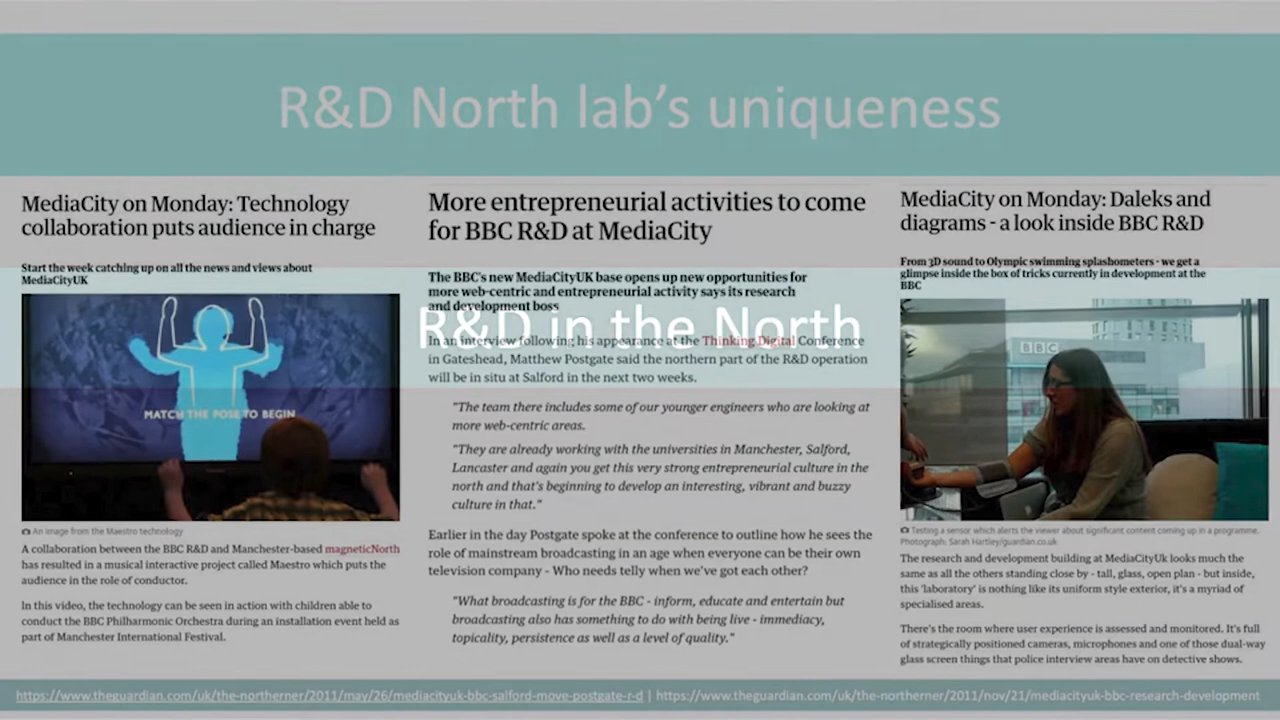 R&D North lab's uniqueness
MediaCity on Monday: Technology
collaboration puts audience in charge
Start the week catching up on all the news and views about
MediaCityUK
MATCH THE POSE TO BEGIN
An image from the Maestro technology
A collaboration between the BBC R&D and Manchester-based magneticNorth
has resulted in a musical interactive project called Maestro which puts the
audience in the role of conductor.
In this video, the technology can be seen in action with children able to
conduct the BBC Philharmonic Orchestra during an installation event held as
part of Manchester International Festival.
More entrepreneurial activities to come
for BBC R&D at MediaCity
The BBC's new MediaCityUK base opens up new opportunities for
more web-centric and entrepreneurial activity says its research
and development boss
R&D in the North
In an interview following his appearance at the Thinking Digital Conference
in Gateshead, Matthew Postgate said the northern part of the R&D operation
will be in situ at Salford in the next two weeks.
"The team there includes some of our younger engineers who are looking at
more web-centric areas.
"They are already working with the universities in Manchester, Salford,
Lancaster and again you get this very strong entrepreneurial culture in the
north and that's beginning to develop an interesting, vibrant and buzzy
culture in that."
Earlier in the day Postgate spoke at the conference to outline how he sees the
role of mainstream broadcasting in an age when everyone can be their own
television company - Who needs telly when we've got each other?
"What broadcasting is for the BBC - inform, educate and entertain but
broadcasting also has something to do with being live - immediacy,
topicality, persistence as well as a level of quality."
MediaCity on Monday: Daleks and
diagrams - a look inside BBC R&D
From 3D sound to Olympic swimming splashometers - we get a
glimpse inside the box of tricks currently in development at the
BBC
BBC
Testing a sensor which alerts the viewer about significant content coming up in a programme.
Photograph: Sarah Hartley/guardian.co.uk
The research and development building at MediaCityUk looks much the
same as all the others standing close by - tall, glass, open plan - but inside,
this 'laboratory' is nothing like its uniform style exterior, it's a myriad of
specialised areas.
There's the room where user experience is assessed and monitored. It's full
of strategically positioned cameras, microphones and one of those dual-way
glass screen things that police interview areas have on detective shows.
https://www.theguardian.com/uk/the-northerner/2011/may/26/mediacityuk-bbc-salford-move-postgate-r-d | https://www.theguardian.com/uk/the-northerner/2011/nov/21/mediacityuk-bbc-research-development